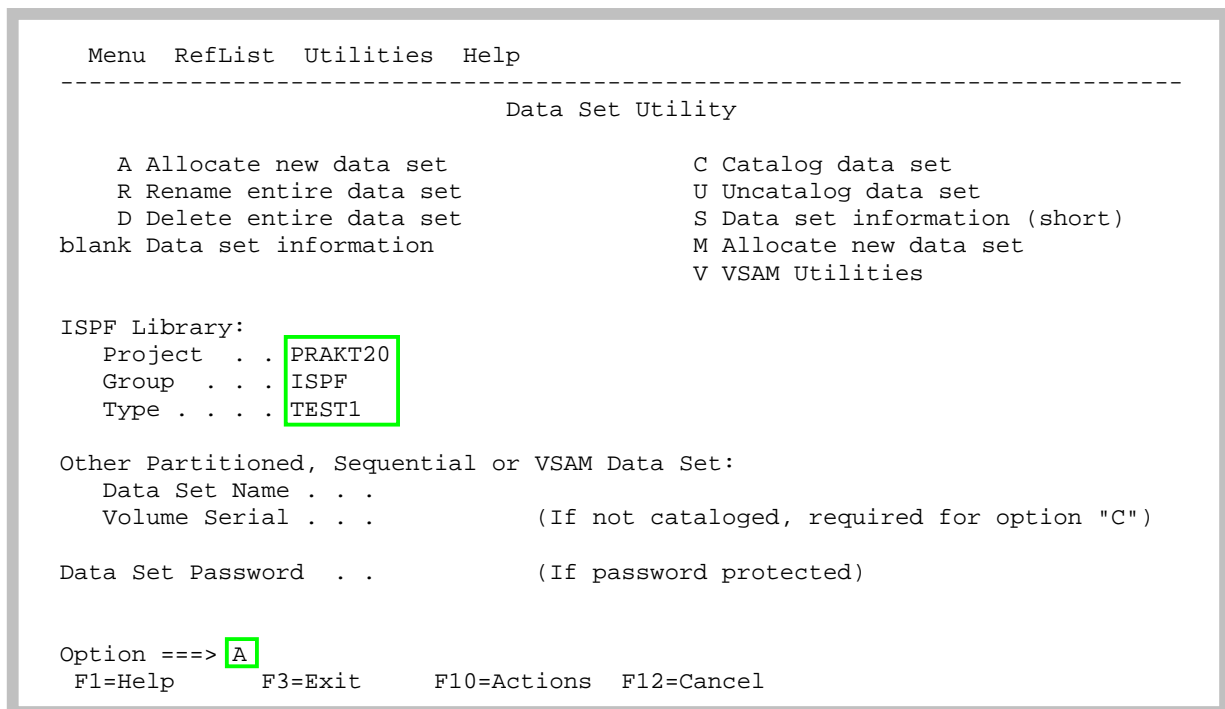 Menu RefList Utilities Help
-------------------------------------------------------------------------------
Data Set Utility
A Allocate new data set C Catalog data set
R Rename entire data set U Uncatalog data set
D Delete entire data set S Data set information (short)
blank Data set information M Allocate new data set
V VSAM Utilities
ISPF Library:
Project . . PRAKT20
Group . . . ISPF
Type . . . . TEST1
Other Partitioned, Sequential or VSAM Data Set:
Data Set Name . . .
Volume Serial . . . (If not cataloged, required for option "C")
Data Set Password . . (If password protected)
Option ===> A
F1=Help F3=Exit F10=Actions F12=Cancel